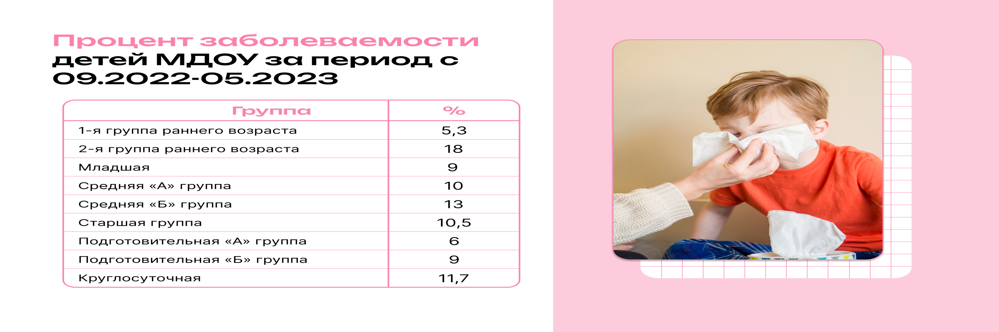 Процент заболеваемости
детей МДОУ за период с
09.2022-05.2023
Группа %
1-я группа раннего возраста 5,3
2-я группа раннего возраста 18
Младшая 9
Средняя «А» группа 10
Средняя «Б» группа 13
Старшая группа 10,5
Подготовительная «А» группа 6
Подготовительная «Б» группа 9
Круглосуточная 11,7